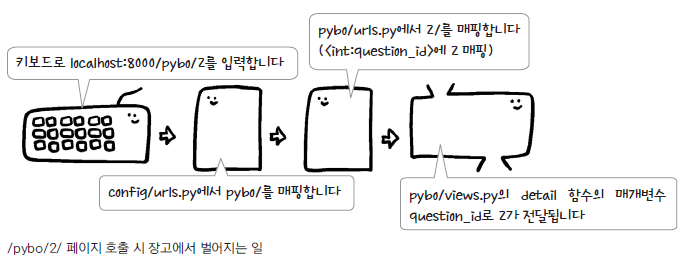 키보드로 localhost:8000/pybo/2를 입력합니다
config/urls.py에서 pybo/를 매핑합니다
pybo/urls.py에서 2/를 매핑합니다
(<int:question_id>에 2 매핑)
pybo/views.py의 detail 함수의 매개변수
question_id로 2가 전달됩니다
/pybo/2/ 페이지 호출 시 장고에서 벌어지는 일